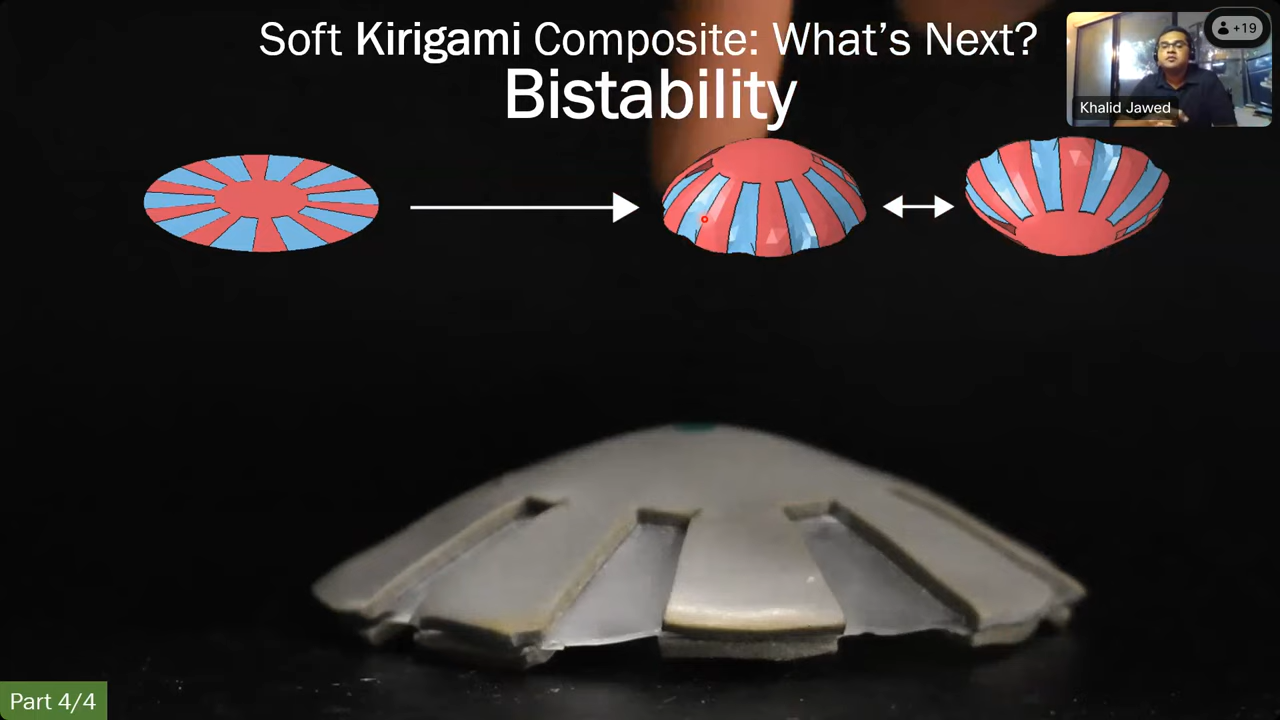 Soft Kirigami Composite: What's Next?
Bistability
+19
Khalid Jawed
Part 4/4